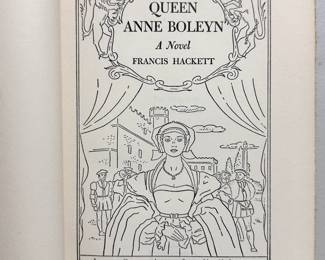 QUEEN
ANNE BOLEYN
A Novel
FRANCIS HACKETT